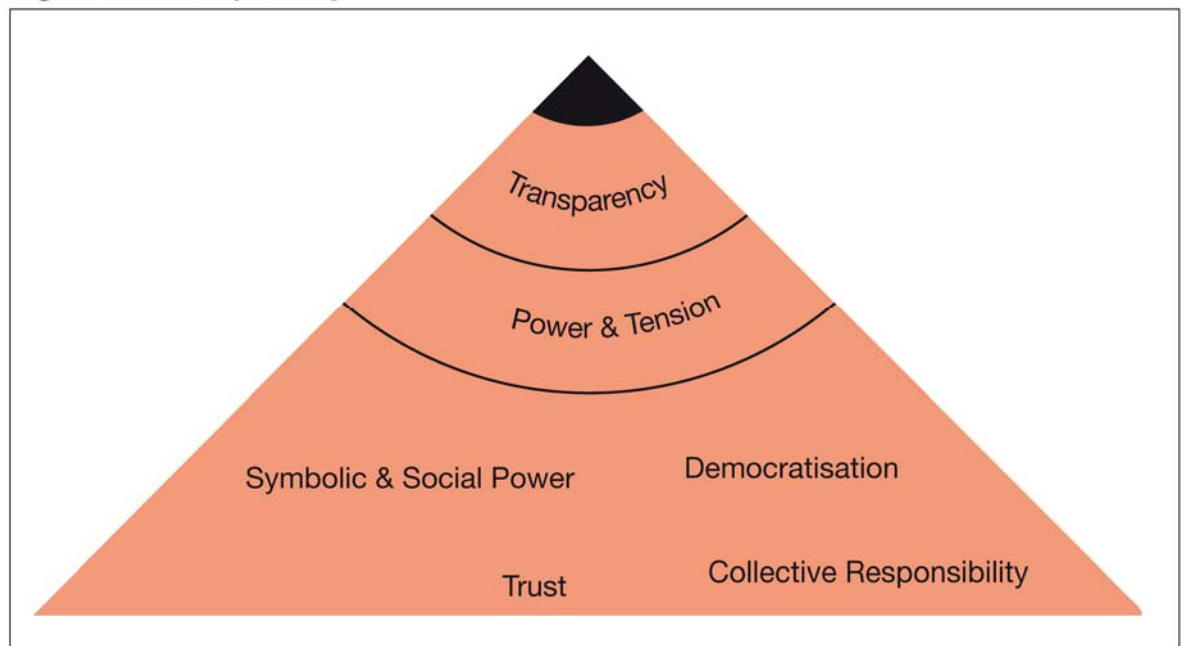 Transparency
Power & Tension
Symbolic & Social Power
Democratisation
Trust
Collective Responsibility